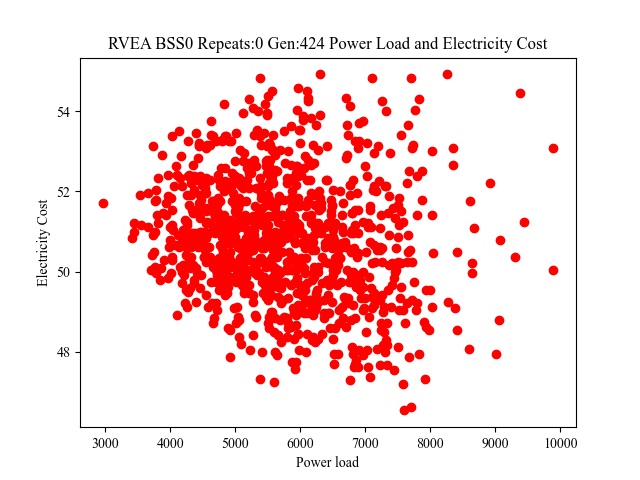 RVEA BSS0 Repeats:0 Gen:424 Power Load and Electricity Cost
Electricity Cost
54
52
50
48
3000 4000 5000 6000 7000 8000 9000 10000
Power load